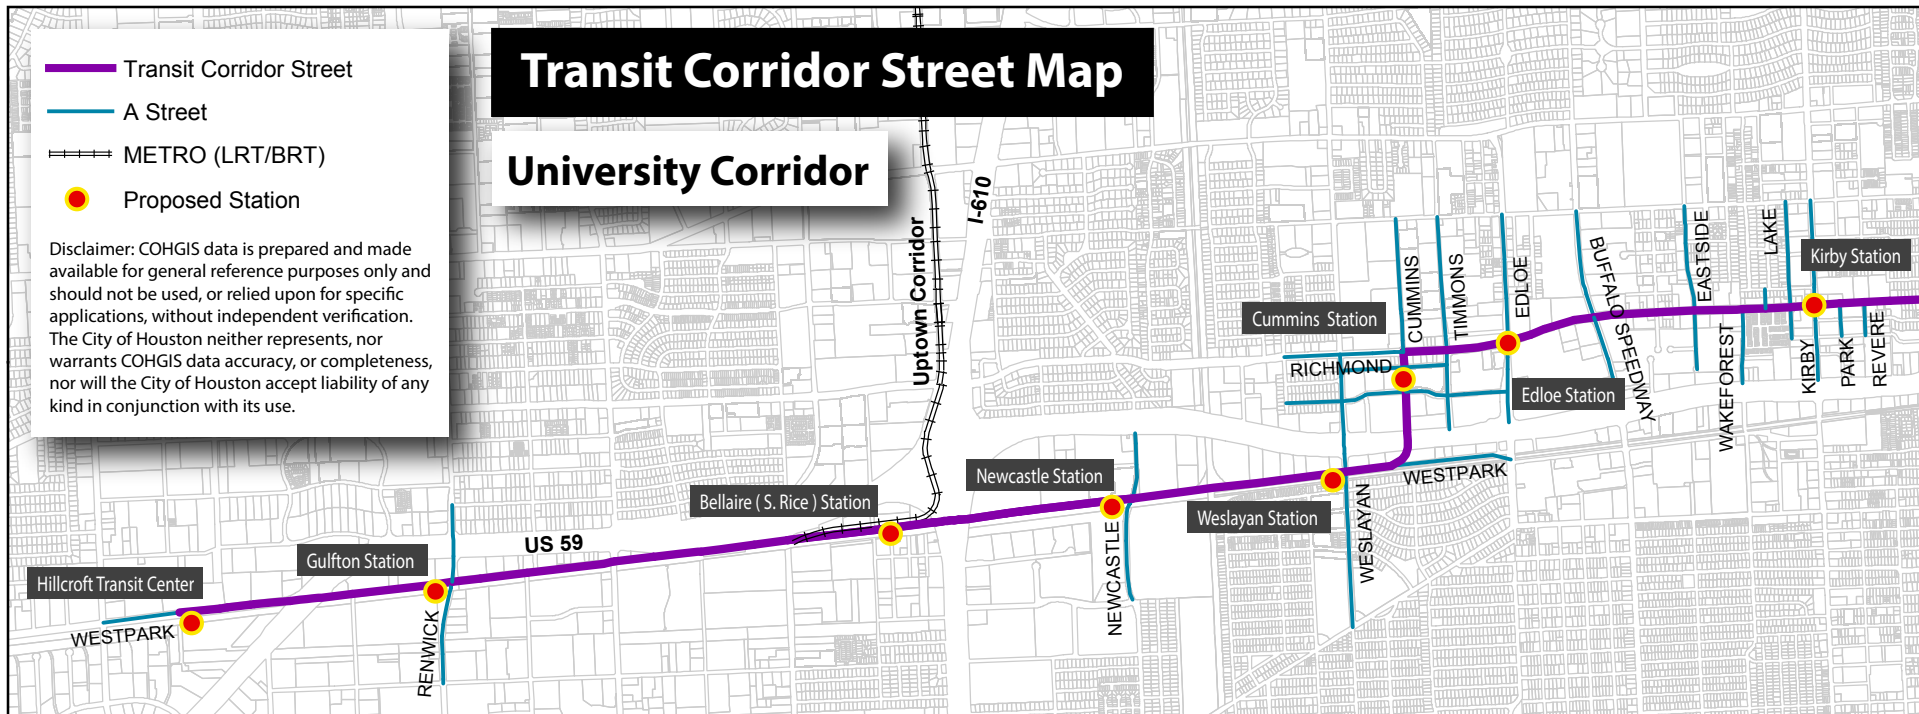 Transit Corridor Street Map
University Corridor
Transit Corridor Street
A Street
METRO (LRT/BRT)
Proposed Station
Disclaimer: COHGIS data is prepared and made
available for general reference purposes only and
should not be used, or relied upon for specific
applications, without independent verification.
The City of Houston neither represents, nor
warrants COHGIS data accuracy, or completeness,
nor will the City of Houston accept liability of any
kind in conjunction with its use.
Uptown Corridor
I-610
CUMMINS
TIMMONS
EDLOE
BUFFALO SPEEDWAY
EASTSIDE
LAKE
Kirby Station
Cummins Station
RICHMOND
Edloe Station
WAKEFOREST
KIRBY
PARK
REVERE
Newcastle Station
WESTPARK
Bellaire ( S. Rice ) Station
Weslayan Station
US 59
NEWCASTLE
WESLAYAN
Gulfton Station
Hillcroft Transit Center
WESTPARK
RENWICK